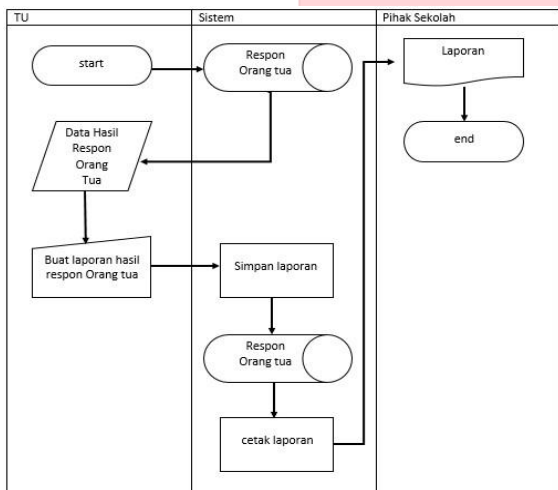 TU
Sistem
Pihak Sekolah
start
Respon
Orang tua
Laporan
end
Data Hasil
Respon
Orang
Tua
Buat laporan hasil
respon Orang tua
Simpan laporan
Respon
Orang tua
cetak laporan